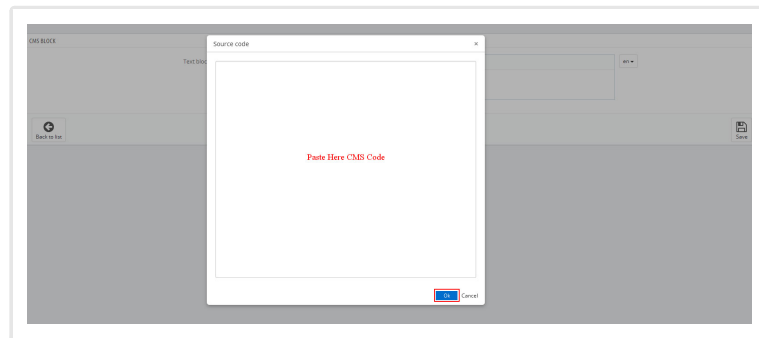 CMS BLOCK
Source code ×
Text bloc
en
Paste Here CMS Code
Back to list
Save
Ok Cancel